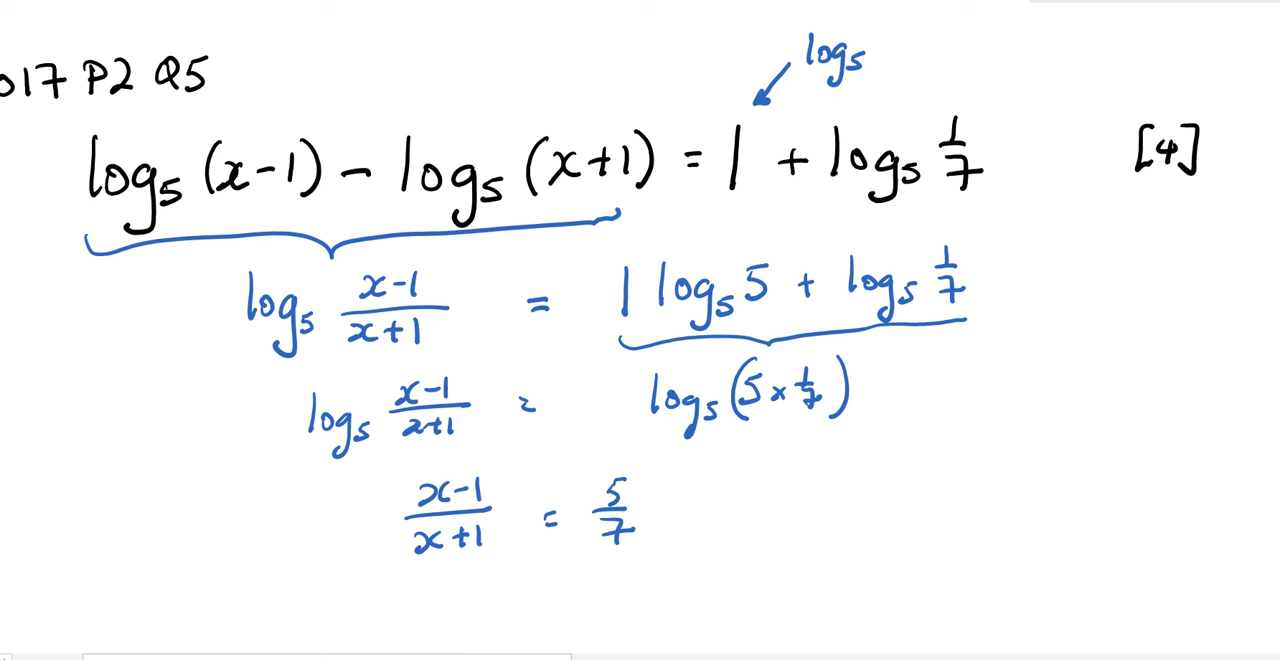 017 P2 Q5
log₅
log₅ (x-1) - log₅ (x+1) = 1 + log₅ 1/7 [4]
log₅ (x-1)/(x+1) = 1 log₅ 5 + log₅ 1/7
log₅ (x-1)/(x+1) = log₅ (5 × 1/7)
(x-1)/(x+1) = 5/7